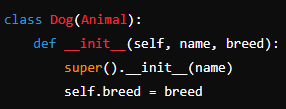 class Dog(Animal):
    def __init__(self, name, breed):
        super().__init__(name)
        self.breed = breed